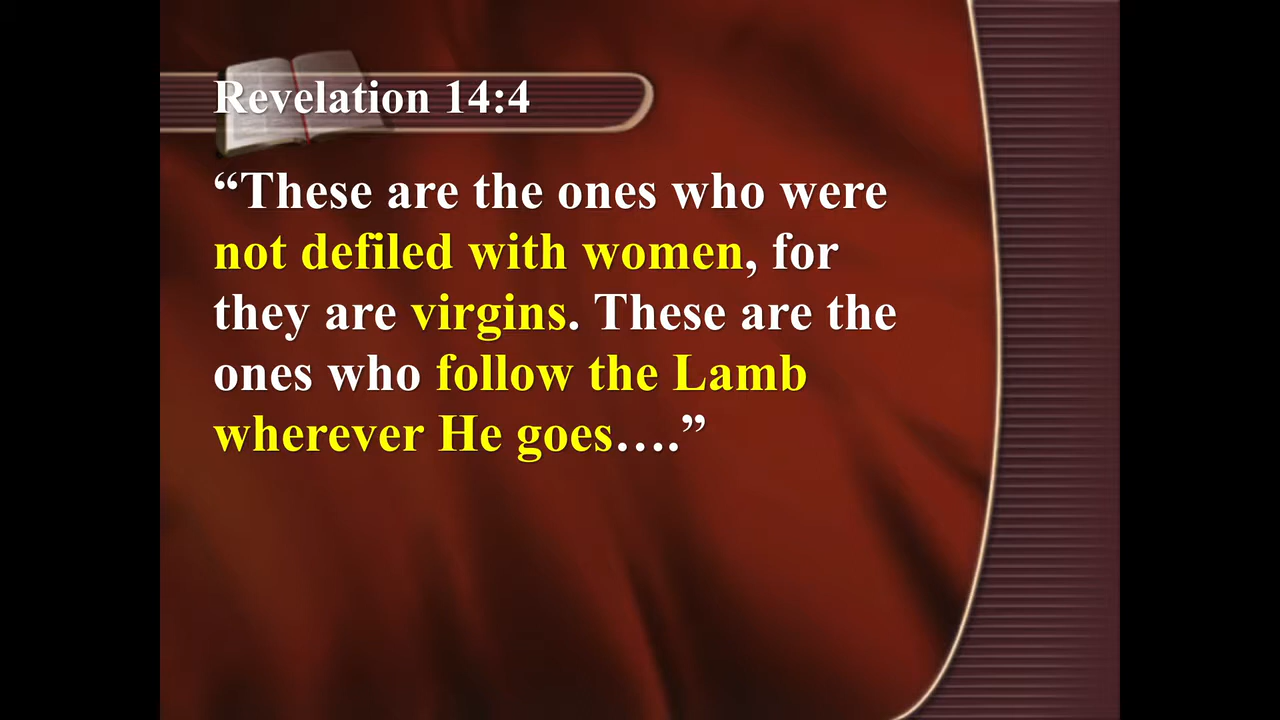 Revelation 14:4
“These are the ones who were
not defiled with women, for
they are virgins. These are the
ones who follow the Lamb
wherever He goes….”